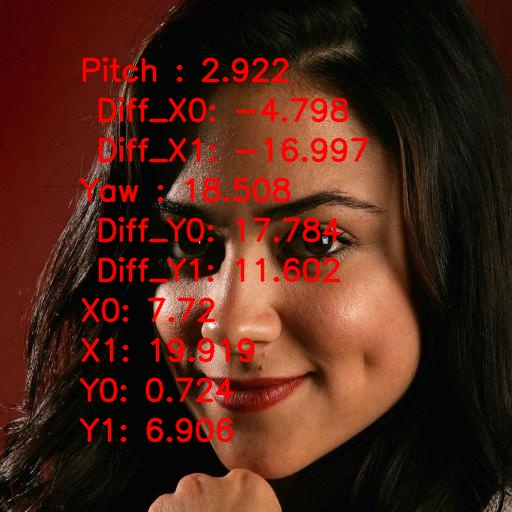 Pitch : 2.922
Diff_X0: -4.798
Diff_X1: -16.997
Yaw : 18.508
Diff_Y0: 17.784
Diff_Y1: 11.602
X0: 7.72
X1: 19.919
Y0: 0.724
Y1: 6.906